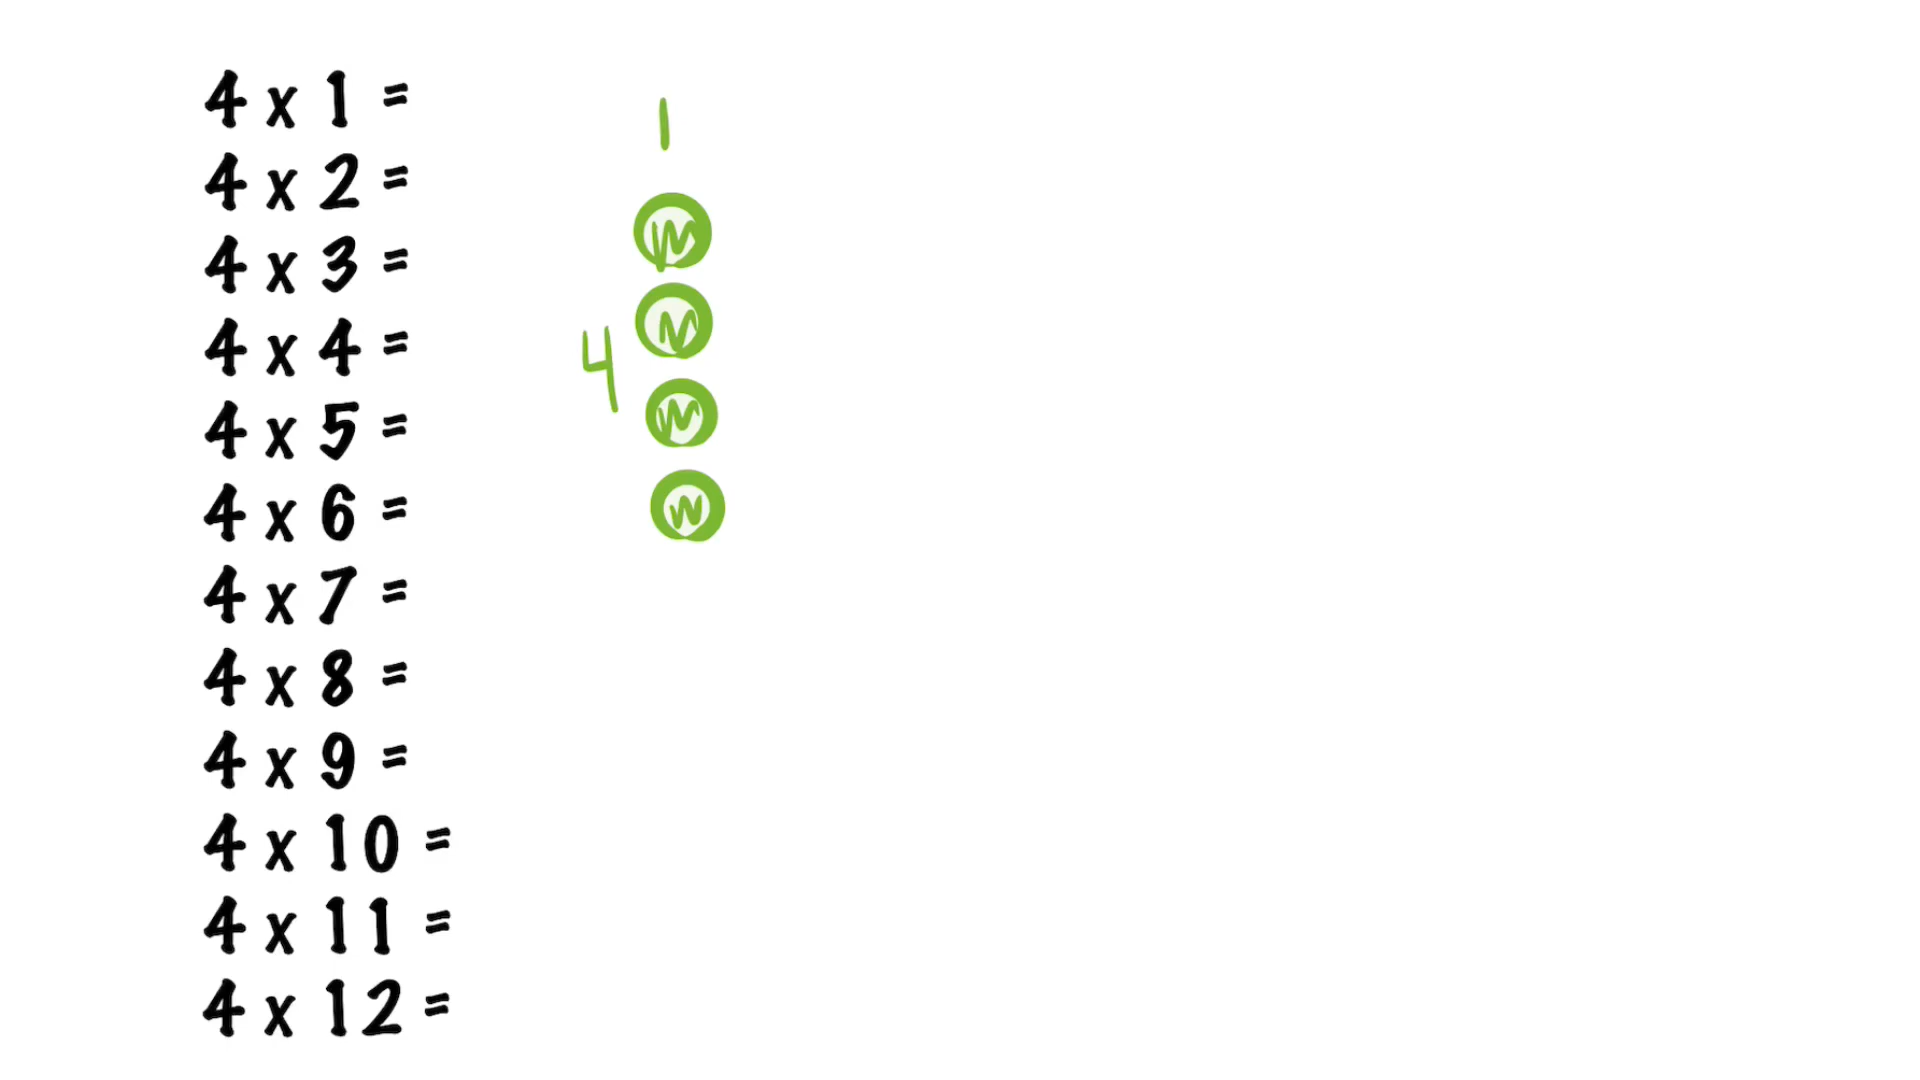 4 x 1 =
4 x 2 =
4 x 3 =
4 x 4 =
4 x 5 =
4 x 6 =
4 x 7 =
4 x 8 =
4 x 9 =
4 x 10 =
4 x 11 =
4 x 12 =
1
4